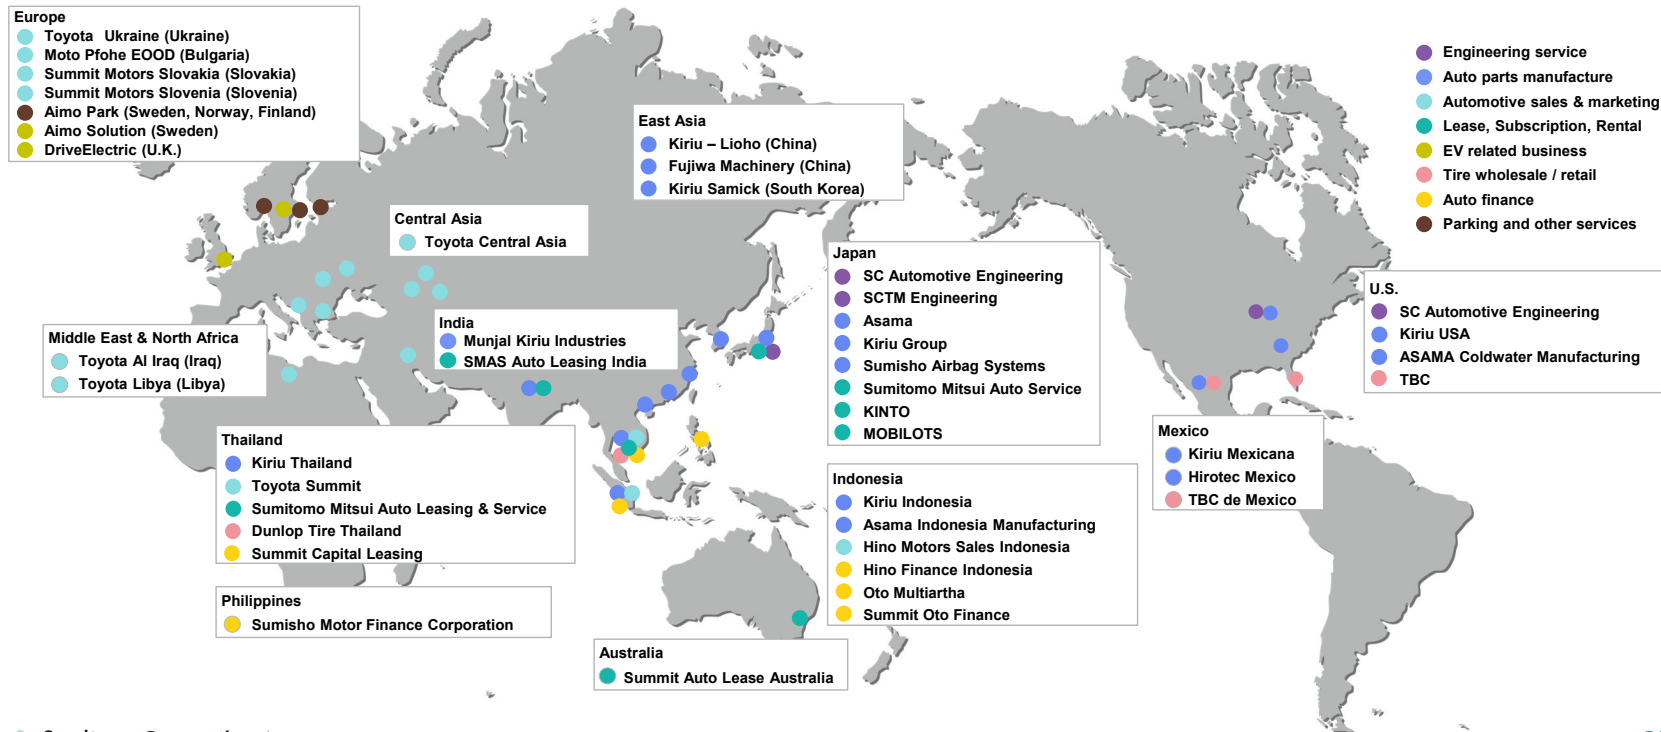 Europe
Toyota Ukraine (Ukraine)
Moto Pfohe EOOD (Bulgaria)
Summit Motors Slovakia (Slovakia)
Summit Motors Slovenia (Slovenia)
Aimo Park (Sweden, Norway, Finland)
Aimo Solution (Sweden)
DriveElectric (U.K.)
East Asia
Kiriu – Lioho (China)
Fujiwa Machinery (China)
Kiriu Samick (South Korea)
Engineering service
Auto parts manufacture
Automotive sales & marketing
Lease, Subscription, Rental
EV related business
Tire wholesale / retail
Auto finance
Parking and other services
Central Asia
Toyota Central Asia
Japan
SC Automotive Engineering
SCTM Engineering
Asama
Kiriu Group
Sumisho Airbag Systems
Sumitomo Mitsui Auto Service
KINTO
MOBILOTS
U.S.
SC Automotive Engineering
Kiriu USA
ASAMA Coldwater Manufacturing
TBC
Middle East & North Africa
Toyota Al Iraq (Iraq)
Toyota Libya (Libya)
India
Munjal Kiriu Industries
SMAS Auto Leasing India
Thailand
Kiriu Thailand
Toyota Summit
Sumitomo Mitsui Auto Leasing & Service
Dunlop Tire Thailand
Summit Capital Leasing
Mexico
Kiriu Mexicana
Hirotec Mexico
TBC de Mexico
Indonesia
Kiriu Indonesia
Asama Indonesia Manufacturing
Hino Motors Sales Indonesia
Hino Finance Indonesia
Oto Multiartha
Summit Oto Finance
Philippines
Sumisho Motor Finance Corporation
Australia
Summit Auto Lease Australia